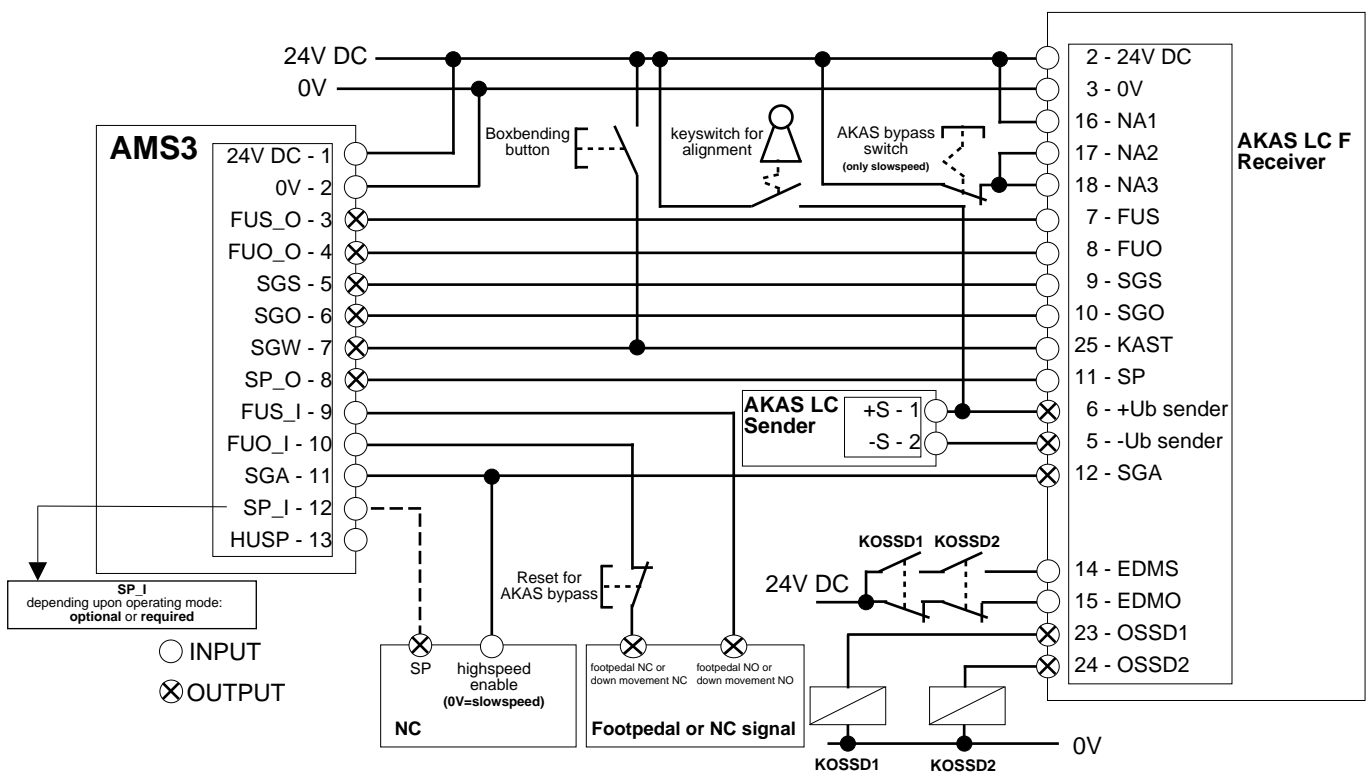 24V DC
0V
AMS3
24V DC - 1
0V - 2
FUS_O - 3
FUO_O - 4
SGS - 5
SGO - 6
SGW - 7
SP_O - 8
FUS_I - 9
FUO_I - 10
SGA - 11
SP_I - 12
HUSP - 13
SP_I
depending upon operating mode:
optional or required
INPUT
OUTPUT
Boxbending
button
keyswitch for
alignment
AKAS bypass
switch
(only slowspeed)
AKAS LC
Sender
+S - 1
-S - 2
Reset for
AKAS bypass
SP
highspeed
enable
(0V=slowspeed)
NC
footpedal NC or
down movement NC
footpedal NO or
down movement NO
Footpedal or NC signal
KOSSD1
KOSSD2
24V DC
KOSSD1
KOSSD2
0V
2 - 24V DC
3 - 0V
16 - NA1
17 - NA2
18 - NA3
7 - FUS
8 - FUO
9 - SGS
10 - SGO
25 - KAST
11 - SP
6 - +Ub sender
5 - -Ub sender
12 - SGA
14 - EDMS
15 - EDMO
23 - OSSD1
24 - OSSD2
AKAS LC F
Receiver